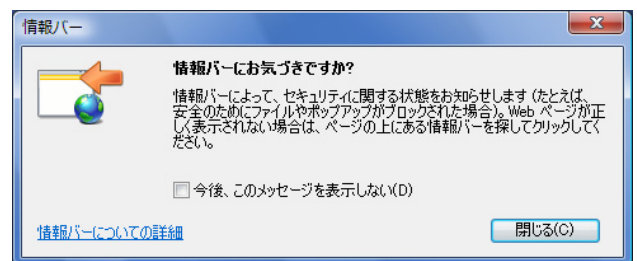 情報バー
情報バーにお気づきですか?
情報バーによって、セキュリティに関する状態をお知らせします (たとえば、
安全のためにファイルやポップアップがブロックされた場合)。Web ページが正
しく表示されない場合は、ページの上にある情報バーを探してクリックしてく
ださい。
今後、このメッセージを表示しない(D)
情報バーについての詳細
閉じる(C)